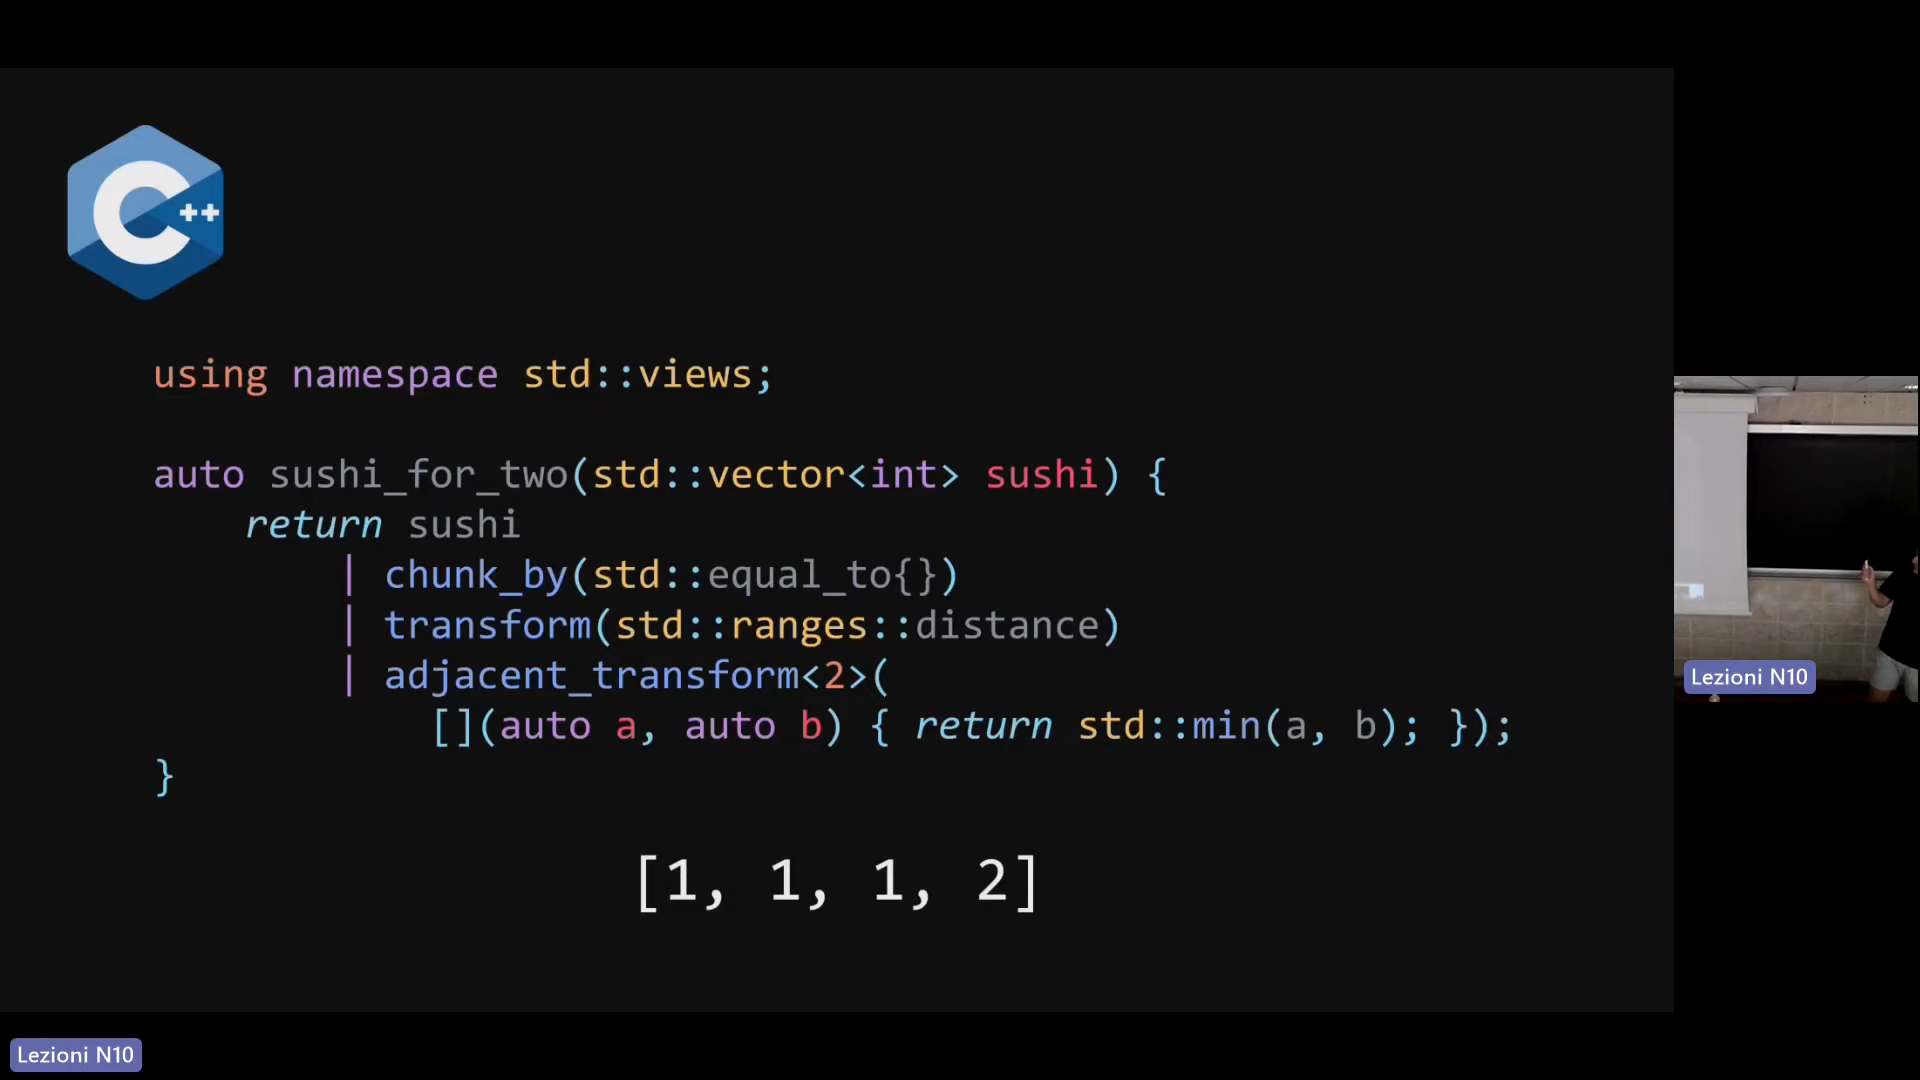 C++
using namespace std::views;
auto sushi_for_two(std::vector<int> sushi) {
return sushi
| chunk_by(std::equal_to{})
| transform(std::ranges::distance)
| adjacent_transform<2>(
[](auto a, auto b) { return std::min(a, b); });
}
[1, 1, 1, 2]
Lezioni N10
Lezioni N10